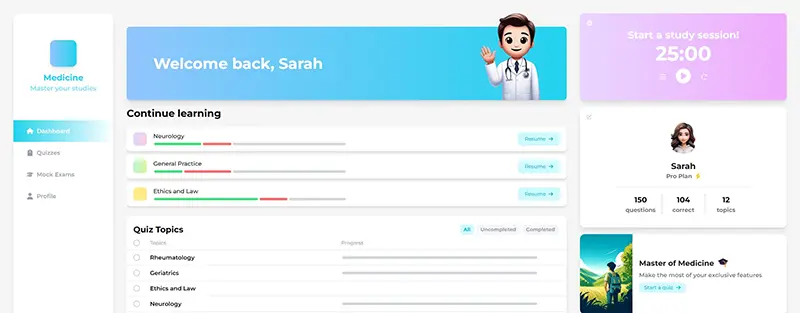 Medicine
Master your studies
Dashboard
Quizzes
Mock Exams
Profile
Welcome back, Sarah
Continue learning
Neurology
Resume →
General Practice
Resume →
Ethics and Law
Resume →
Quiz Topics
All Uncompleted Completed
Topics Progress
Rheumatology
Geriatrics
Ethics and Law
Neurology
Start a study session!
25:00
Sarah
Pro Plan ⚡
150 104 12
questions correct topics
Master of Medicine
Make the most of your exclusive features
Start a quiz →